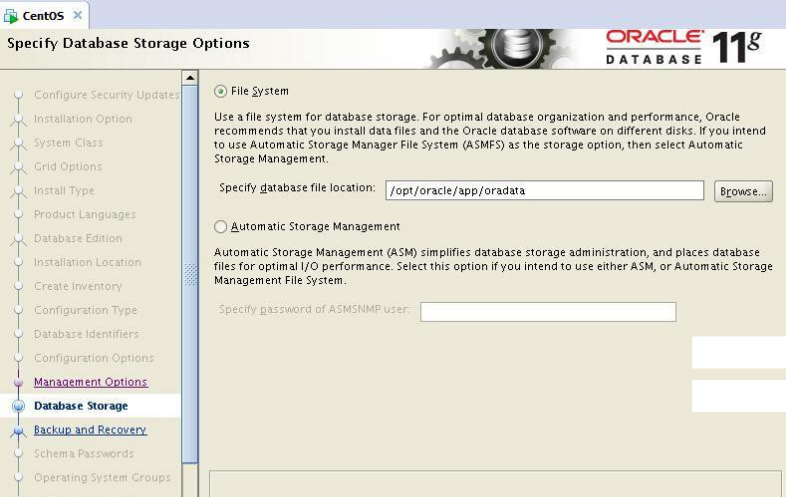 CentOS
Specify Database Storage Options
ORACLE
DATABASE
11g
Configure Security Updates
Installation Option
System Class
Grid Options
Install Type
Product Languages
Database Edition
Installation Location
Create Inventory
Configuration Type
Database Identifiers
Configuration Options
Management Options
Database Storage
Backup and Recovery
Schema Passwords
Operating System Groups
File System
Use a file system for database storage. For optimal database organization and performance, Oracle
recommends that you install data files and the Oracle database software on different disks. If you intend
to use Automatic Storage Manager File System (ASMFS) as the storage option, then select Automatic
Storage Management.
Specify database file location: /opt/oracle/app/oradata Browse...
Automatic Storage Management
Automatic Storage Management (ASM) simplifies database storage administration, and places database
files for optimal I/O performance. Select this option if you intend to use either ASM, or Automatic Storage
Management File System.
Specify password of ASMSNMP user: